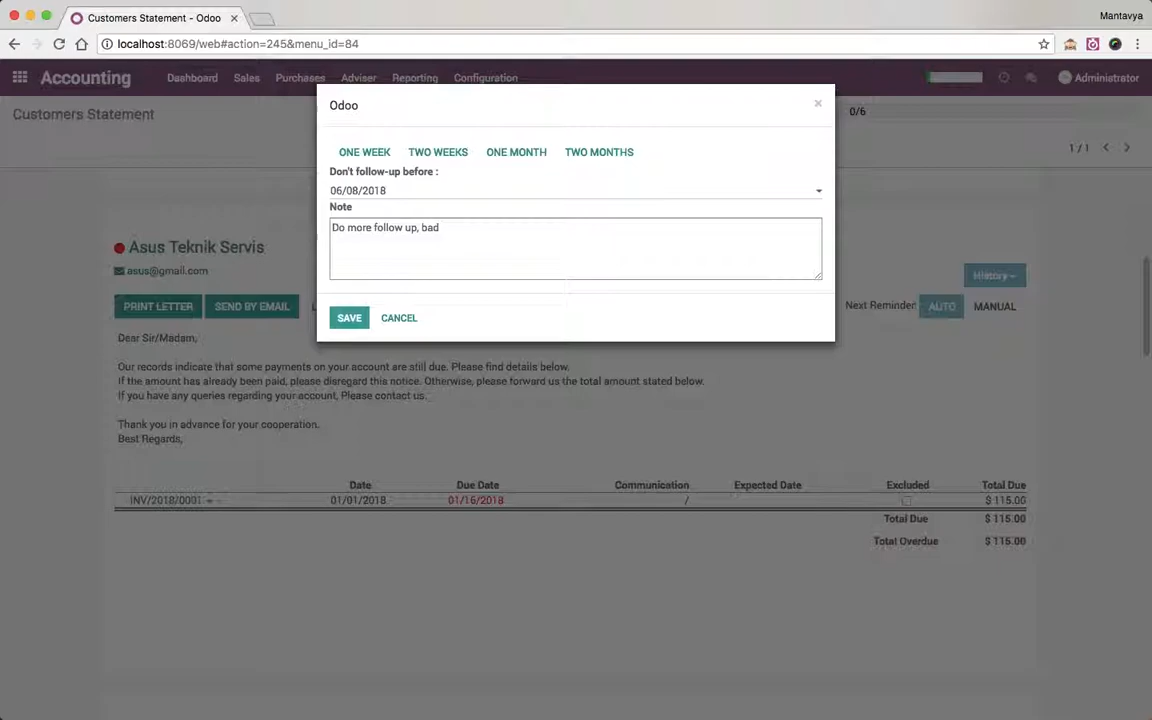 Customers Statement - Odoo
Mantavya
localhost:8069/web#action=245&menu_id=84
Accounting
Dashboard Sales Purchases Adviser Reporting Configuration
Administrator
Customers Statement
Odoo
×
0/6
ONE WEEK TWO WEEKS ONE MONTH TWO MONTHS
1 / 1
Don't follow-up before :
06/08/2018
Note
Do more follow up, bad
Asus Teknik Servis
asus@gmail.com
History
PRINT LETTER SEND BY EMAIL
Next Reminder: AUTO MANUAL
SAVE CANCEL
Dear Sir/Madam,
Our records indicate that some payments on your account are still due. Please find details below.
If the amount has already been paid, please disregard this notice. Otherwise, please forward us the total amount stated below.
If you have any queries regarding your account, Please contact us.
Thank you in advance for your cooperation.
Best Regards,
Date Due Date Communication Expected Date Excluded Total Due
INV/2018/0001 01/01/2018 01/16/2018 / $ 115.00
Total Due $ 115.00
Total Overdue $ 115.00